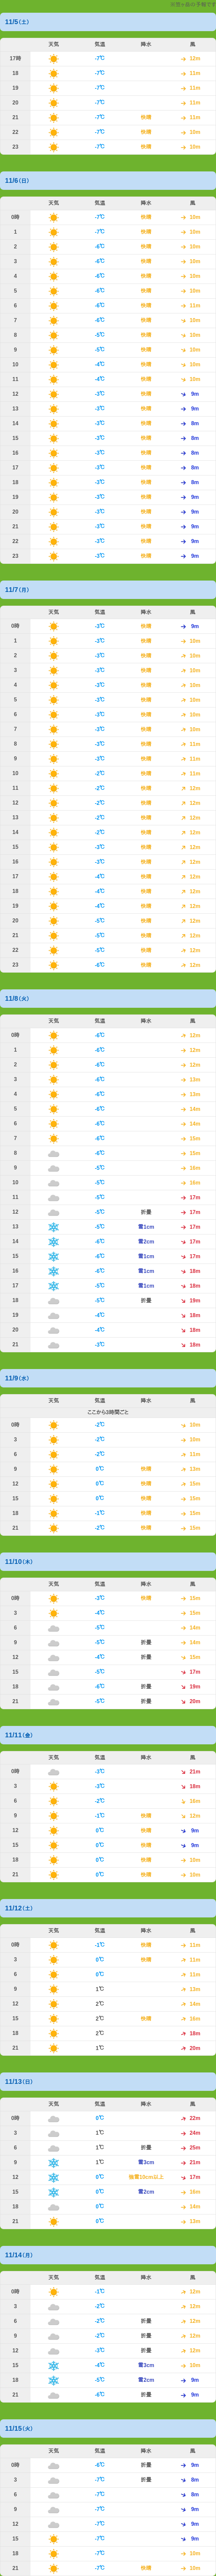 11/5(土)
天気 気温 降水 風
17時 -7℃ 12m
18 -7℃ 11m
19 -7℃ 11m
20 -7℃ 11m
21 -7℃ 快晴 11m
22 -7℃ 快晴 10m
23 -7℃ 快晴 10m
11/6(日)
天気 気温 降水 風
0時 -7℃ 快晴 10m
1 -7℃ 快晴 10m
2 -6℃ 快晴 10m
3 -6℃ 快晴 10m
4 -6℃ 快晴 10m
5 -6℃ 快晴 10m
6 -6℃ 快晴 11m
7 -6℃ 快晴 10m
8 -5℃ 快晴 10m
9 -5℃ 快晴 10m
10 -4℃ 快晴 10m
11 -4℃ 快晴 10m
12 -3℃ 快晴 9m
13 -3℃ 快晴 9m
14 -3℃ 快晴 8m
15 -3℃ 快晴 8m
16 -3℃ 快晴 8m
17 -3℃ 快晴 8m
18 -3℃ 快晴 8m
19 -3℃ 快晴 9m
20 -3℃ 快晴 9m
21 -3℃ 快晴 9m
22 -3℃ 快晴 9m
23 -3℃ 快晴 9m
11/7(月)
天気 気温 降水 風
0時 -3℃ 快晴 9m
1 -3℃ 快晴 10m
2 -3℃ 快晴 10m
3 -3℃ 快晴 10m
4 -3℃ 快晴 10m
5 -3℃ 快晴 10m
6 -3℃ 快晴 10m
7 -3℃ 快晴 10m
8 -3℃ 快晴 11m
9 -3℃ 快晴 11m
10 -2℃ 快晴 11m
11 -2℃ 快晴 12m
12 -2℃ 快晴 12m
13 -2℃ 快晴 12m
14 -2℃ 快晴 12m
15 -3℃ 快晴 12m
16 -3℃ 快晴 12m
17 -4℃ 快晴 12m
18 -4℃ 快晴 12m
19 -4℃ 快晴 12m
20 -5℃ 快晴 12m
21 -5℃ 快晴 12m
22 -5℃ 快晴 12m
23 -6℃ 快晴 12m
11/8(火)
天気 気温 降水 風
0時 -6℃ 12m
1 -6℃ 12m
2 -6℃ 12m
3 -6℃ 13m
4 -6℃ 13m
5 -6℃ 14m
6 -6℃ 14m
7 -6℃ 15m
8 -6℃ 15m
9 -5℃ 16m
10 -5℃ 16m
11 -5℃ 17m
12 -5℃ 折曇 17m
13 -5℃ 雪1cm 17m
14 -6℃ 雪2cm 17m
15 -6℃ 雪1cm 17m
16 -6℃ 雪1cm 18m
17 -5℃ 雪1cm 18m
18 -5℃ 折曇 19m
19 -4℃ 18m
20 -4℃ 18m
21 -3℃ 18m
11/9(水)
天気 気温 降水 風
ここから3時間ごと
0時 -2℃ 10m
3 -2℃ 10m
6 -2℃ 11m
9 0℃ 快晴 13m
12 0℃ 快晴 15m
15 0℃ 快晴 15m
18 -1℃ 快晴 11m
21 -2℃ 快晴 15m
11/10(木)
天気 気温 降水 風
0時 -3℃ 快晴 15m
3 -4℃ 15m
6 -5℃ 14m
9 -5℃ 折曇 14m
12 -4℃ 折曇 15m
15 -5℃ 17m
18 -6℃ 折曇 19m
21 -5℃ 折曇 20m
11/11(金)
天気 気温 降水 風
0時 -3℃ 21m
3 -3℃ 18m
6 -2℃ 16m
9 -1℃ 快晴 12m
12 0℃ 快晴 9m
15 0℃ 快晴 9m
18 0℃ 快晴 10m
21 0℃ 快晴 10m
11/12(土)
天気 気温 降水 風
0時 -1℃ 快晴 11m
3 0℃ 快晴 11m
6 0℃ 11m
9 1℃ 13m
12 2℃ 14m
15 2℃ 快晴 16m
18 2℃ 18m
21 1℃ 20m
11/13(日)
天気 気温 降水 風
0時 0℃ 22m
3 1℃ 24m
6 1℃ 折曇 25m
9 1℃ 雪3cm 21m
12 0℃ 17m
15 0℃ 雪2cm 16m
18 0℃ 14m
21 0℃ 13m
11/14(月)
天気 気温 降水 風
0時 -1℃ 12m
3 -2℃ 12m
6 -2℃ 折曇 12m
9 -2℃ 折曇 12m
12 -3℃ 折曇 12m
15 -4℃ 雪3cm 10m
18 -5℃ 雪2cm 9m
21 -6℃ 折曇 9m
11/15(火)
天気 気温 降水 風
0時 -6℃ 折曇 9m
3 -7℃ 折曇 8m
6 -7℃ 8m
9 -7℃ 9m
12 -7℃ 9m
15 -7℃ 9m
18 -7℃ 10m
21 -7℃ 快晴 10m